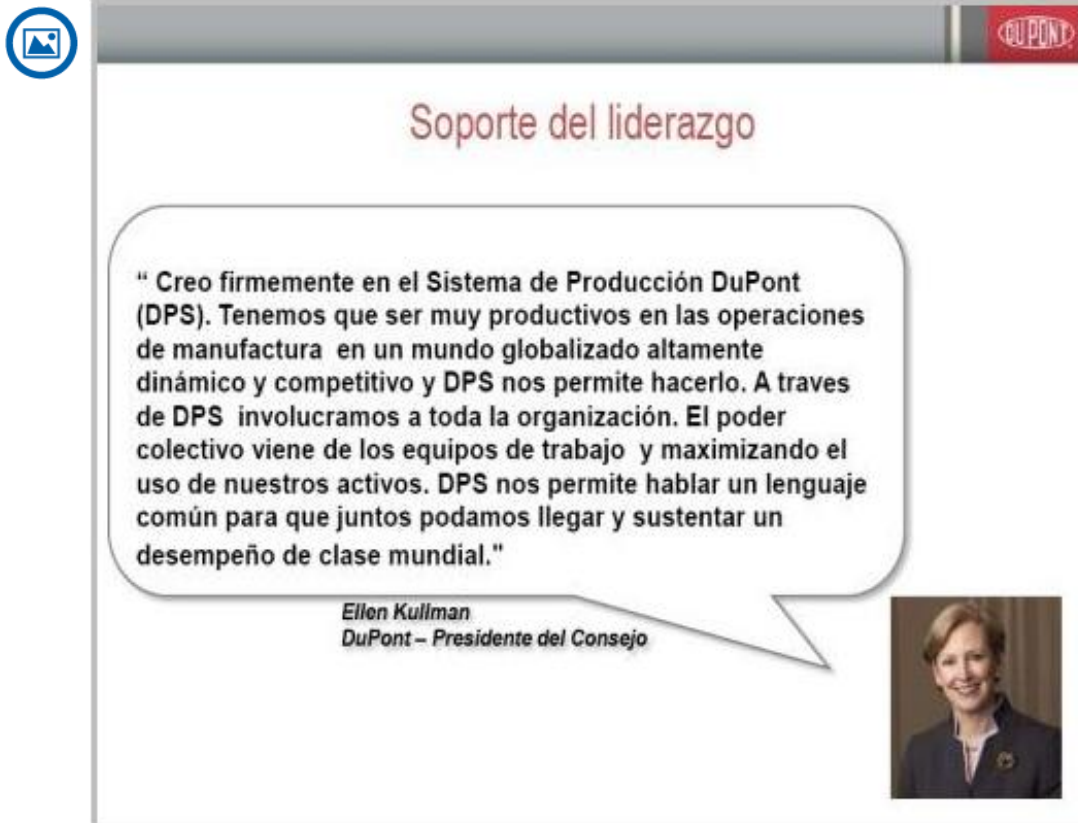 DU PONT
Soporte del liderazgo
“ Creo firmemente en el Sistema de Producción DuPont
(DPS). Tenemos que ser muy productivos en las operaciones
de manufactura en un mundo globalizado altamente
dinámico y competitivo y DPS nos permite hacerlo. A traves
de DPS involucramos a toda la organización. El poder
colectivo viene de los equipos de trabajo y maximizando el
uso de nuestros activos. DPS nos permite hablar un lenguaje
común para que juntos podamos llegar y sustentar un
desempeño de clase mundial."
Ellen Kullman
DuPont – Presidente del Consejo